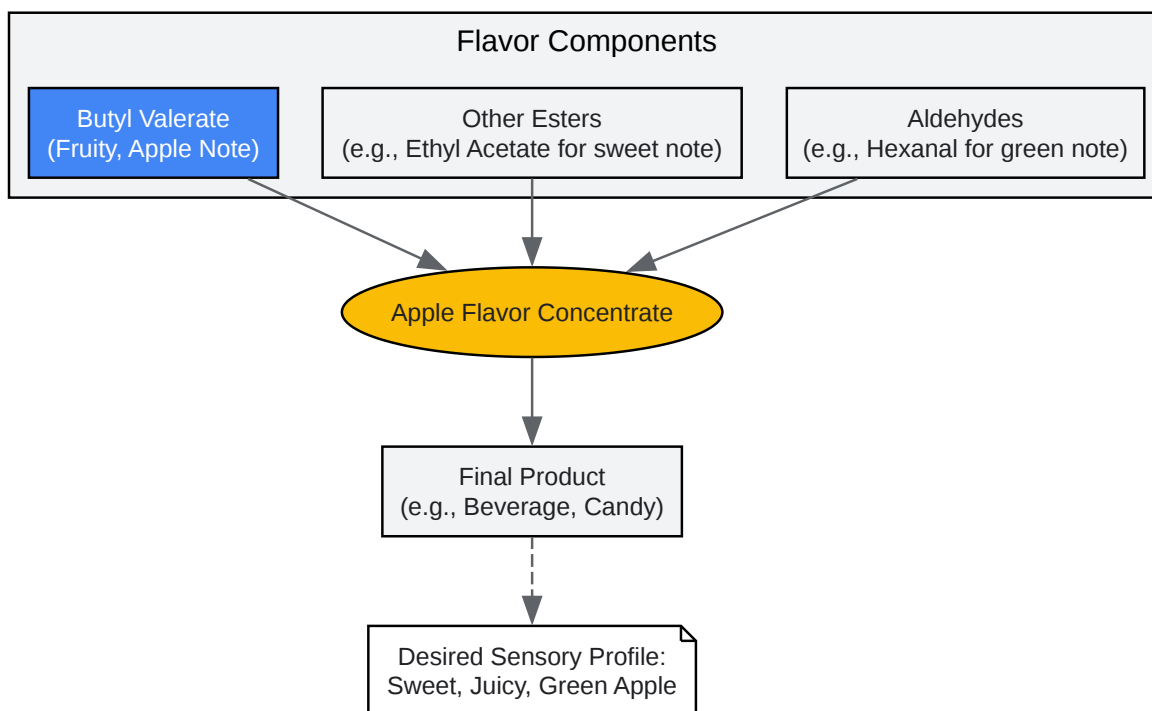 Flavor Components
Butyl Valerate
(Fruity, Apple Note)
Other Esters
(e.g., Ethyl Acetate for sweet note)
Aldehydes
(e.g., Hexanal for green note)
Apple Flavor Concentrate
Final Product
(e.g., Beverage, Candy)
Desired Sensory Profile:
Sweet, Juicy, Green Apple